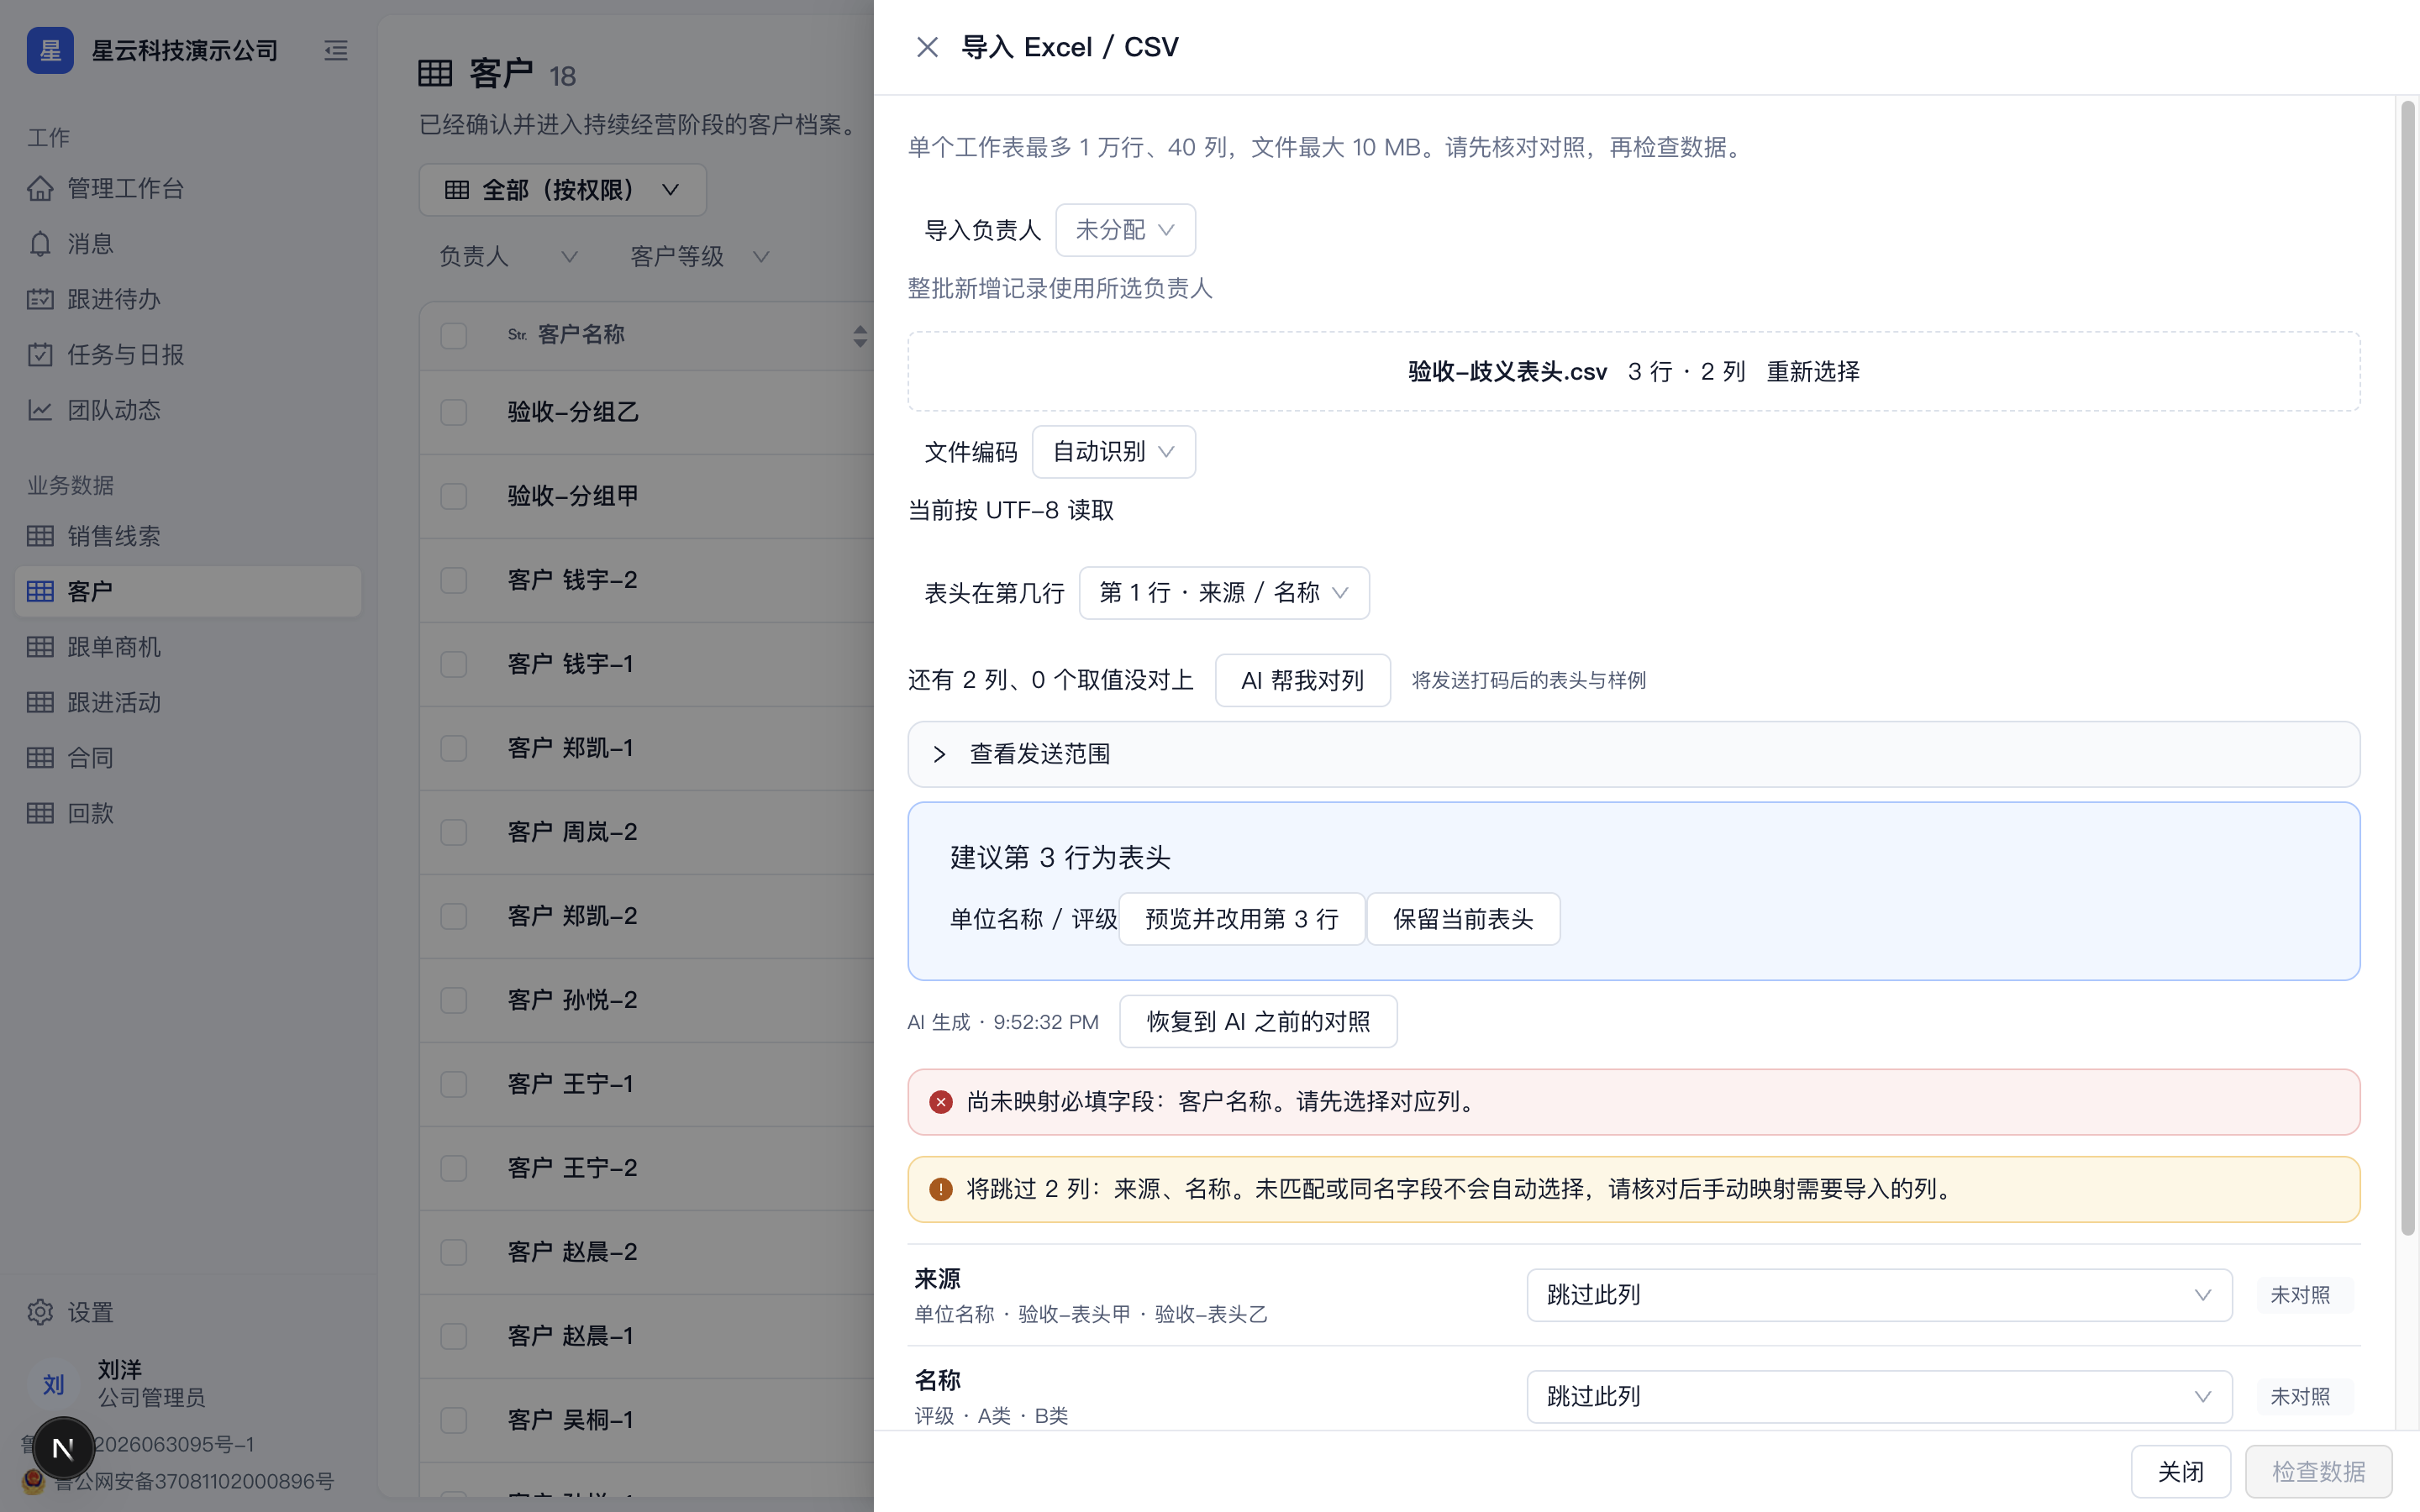 星 星云科技演示公司
工作
管理工作台
消息
跟进待办
任务与日报
团队动态
业务数据
销售线索
客户
跟单商机
跟进活动
合同
回款
设置
刘 刘洋
公司管理员
2026063095号-1
公网安备37081102000896号
N
客户 18
已经确认并进入持续经营阶段的客户档案。
全部（按权限）
负责人 客户等级
Str. 客户名称
验收-分组乙
验收-分组甲
客户 钱宇-2
客户 钱宇-1
客户 郑凯-1
客户 周岚-2
客户 郑凯-2
客户 孙悦-2
客户 王宁-1
客户 王宁-2
客户 赵晨-2
客户 赵晨-1
客户 吴桐-1
导入 Excel / CSV
单个工作表最多 1 万行、40 列，文件最大 10 MB。请先核对对照，再检查数据。
导入负责人 未分配
整批新增记录使用所选负责人
验收-歧义表头.csv 3 行 · 2 列 重新选择
文件编码 自动识别
当前按 UTF-8 读取
表头在第几行 第 1 行 · 来源 / 名称
还有 2 列、0 个取值没对上 AI 帮我对列 将发送打码后的表头与样例
查看发送范围
建议第 3 行为表头
单位名称 / 评级 预览并改用第 3 行 保留当前表头
AI 生成 · 9:52:32 PM 恢复到 AI 之前的对照
尚未映射必填字段：客户名称。请先选择对应列。
将跳过 2 列：来源、名称。未匹配或同名字段不会自动选择，请核对后手动映射需要导入的列。
来源
单位名称 · 验收-表头甲 · 验收-表头乙
跳过此列 未对照
名称
评级 · A类 · B类
跳过此列 未对照
关闭 检查数据